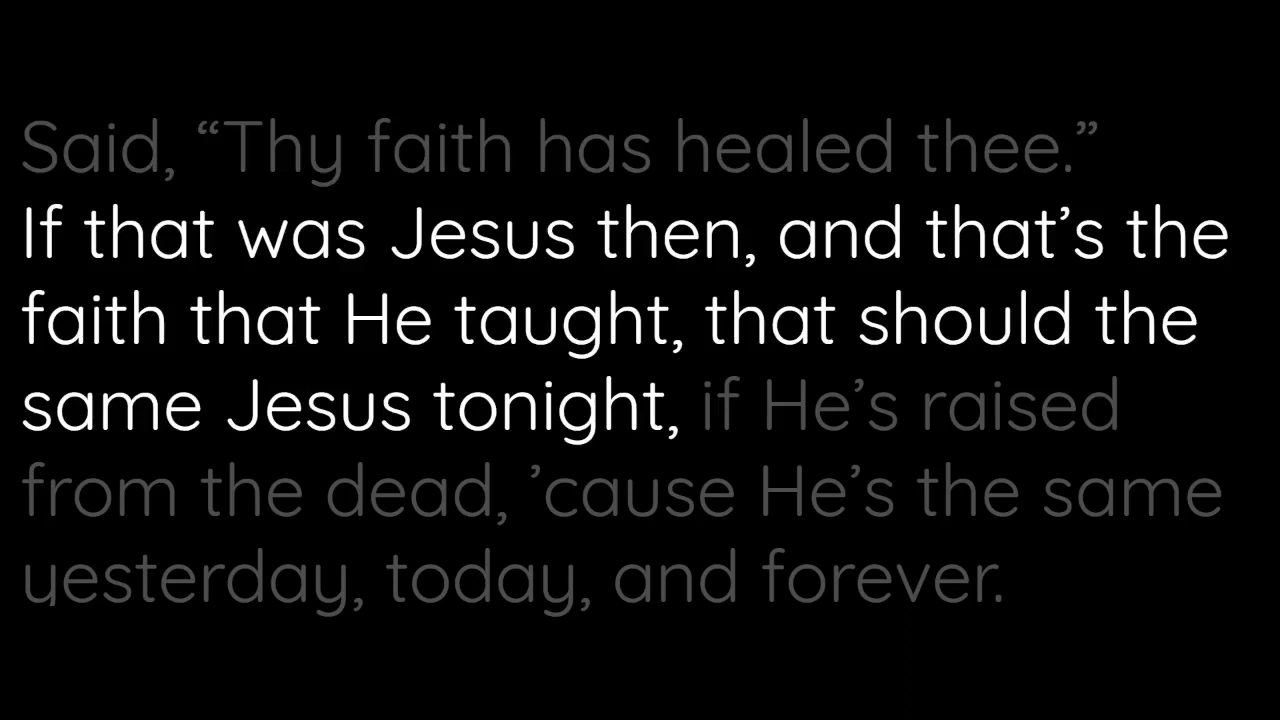 Said, “Thy faith has healed thee.”
If that was Jesus then, and that’s the
faith that He taught, that should the
same Jesus tonight, if He’s raised
from the dead, ’cause He’s the same
yesterday, today, and forever.